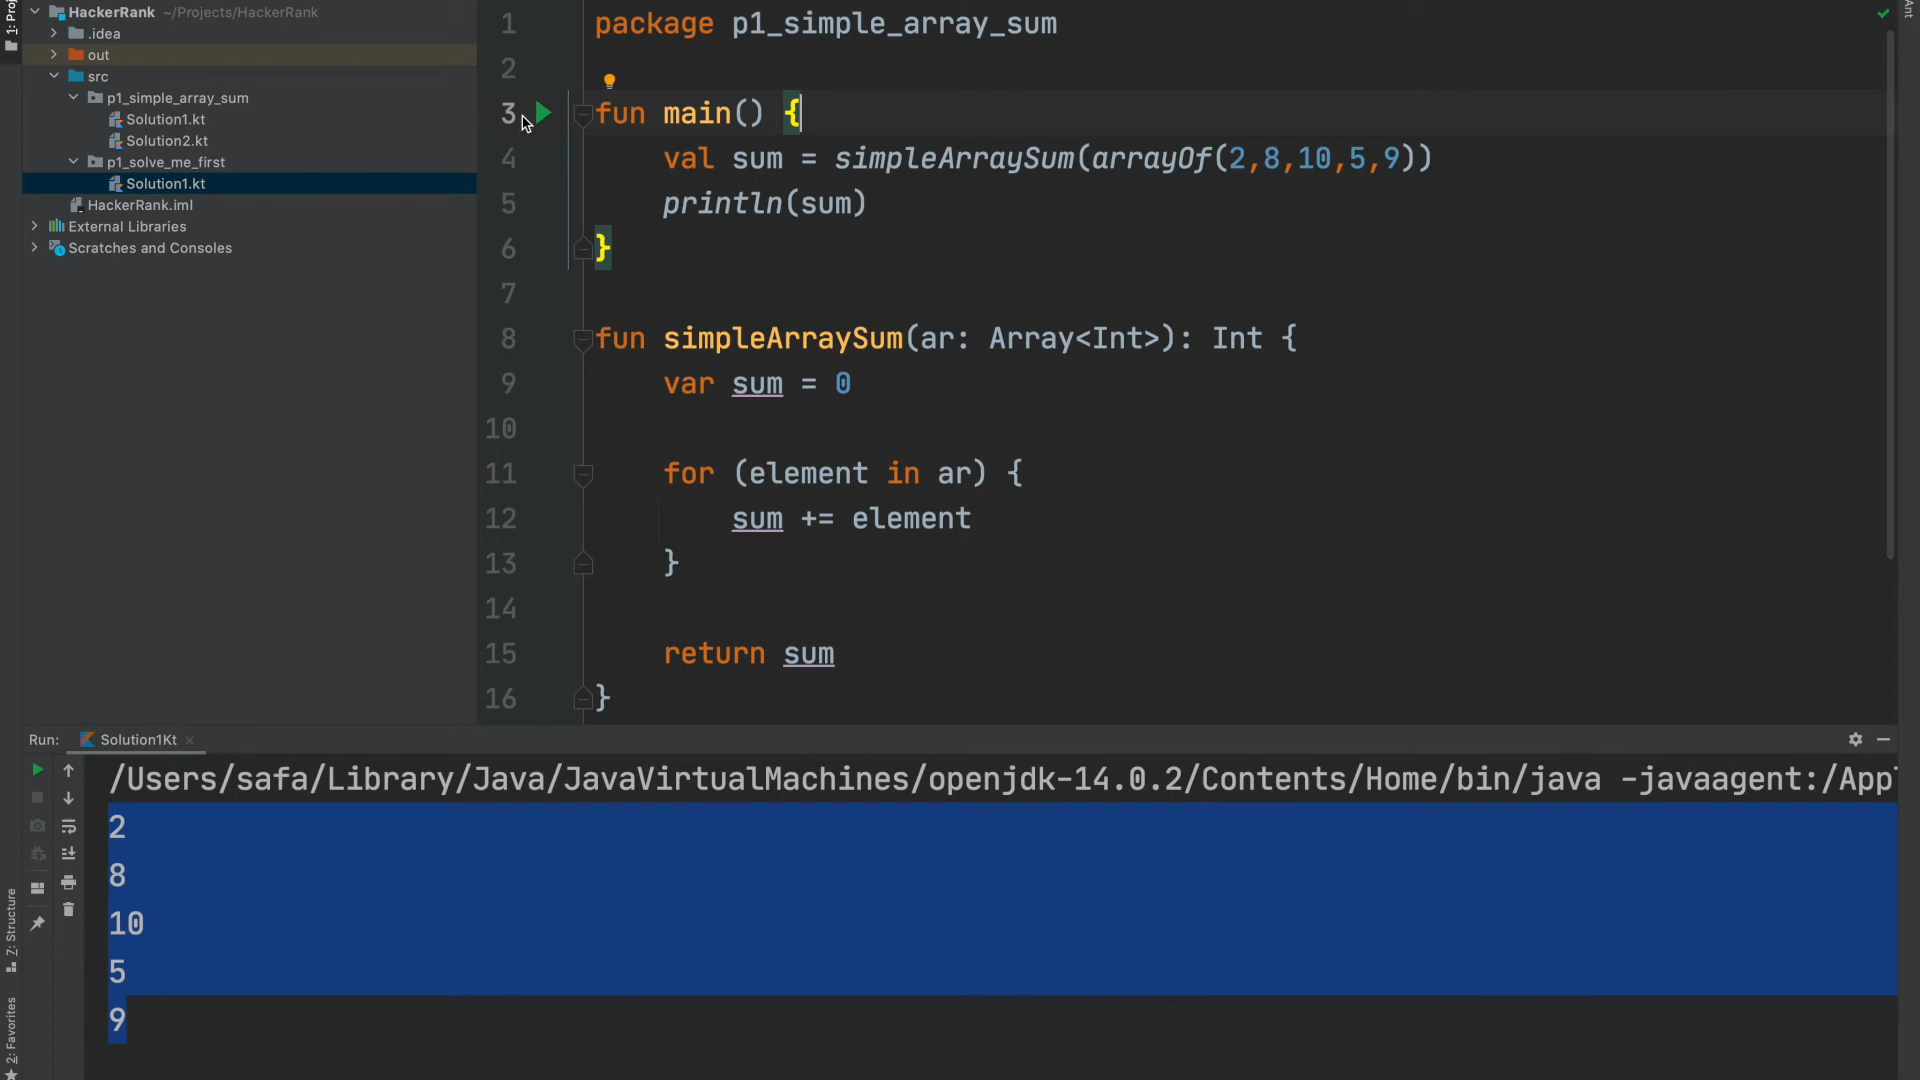 HackerRank ~/Projects/HackerRank
.idea
out
src
p1_simple_array_sum
Solution1.kt
Solution2.kt
p1_solve_me_first
Solution1.kt
HackerRank.iml
External Libraries
Scratches and Consoles
1 package p1_simple_array_sum
2
3 fun main() {
4 val sum = simpleArraySum(arrayOf(2,8,10,5,9))
5 println(sum)
6 }
7
8 fun simpleArraySum(ar: Array<Int>): Int {
9 var sum = 0
10
11 for (element in ar) {
12 sum += element
13 }
14
15 return sum
16 }
Ant
Run: Solution1Kt
/Users/safa/Library/Java/JavaVirtualMachines/openjdk-14.0.2/Contents/Home/bin/java -javaagent:/App
2
8
10
5
9
Z: Structure
2: Favorites